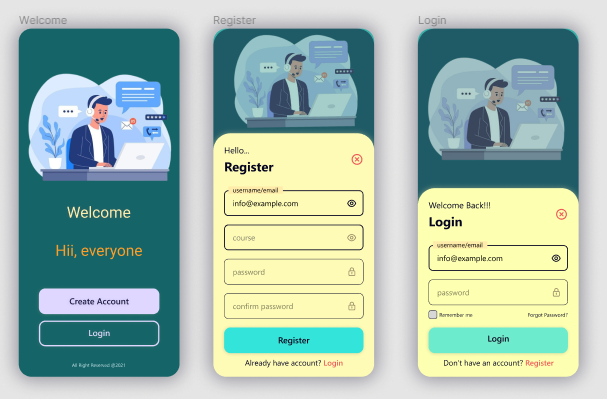 Welcome
Welcome
Hii, everyone
Create Account
Login
All Right Reserved @2021
Register
Hello...
Register
username/email
info@example.com
course
password
confirm password
Register
Already have account? Login
Login
Welcome Back!!!
Login
username/email
info@example.com
password
Remember me
Forgot Password?
Login
Don't have an account? Register